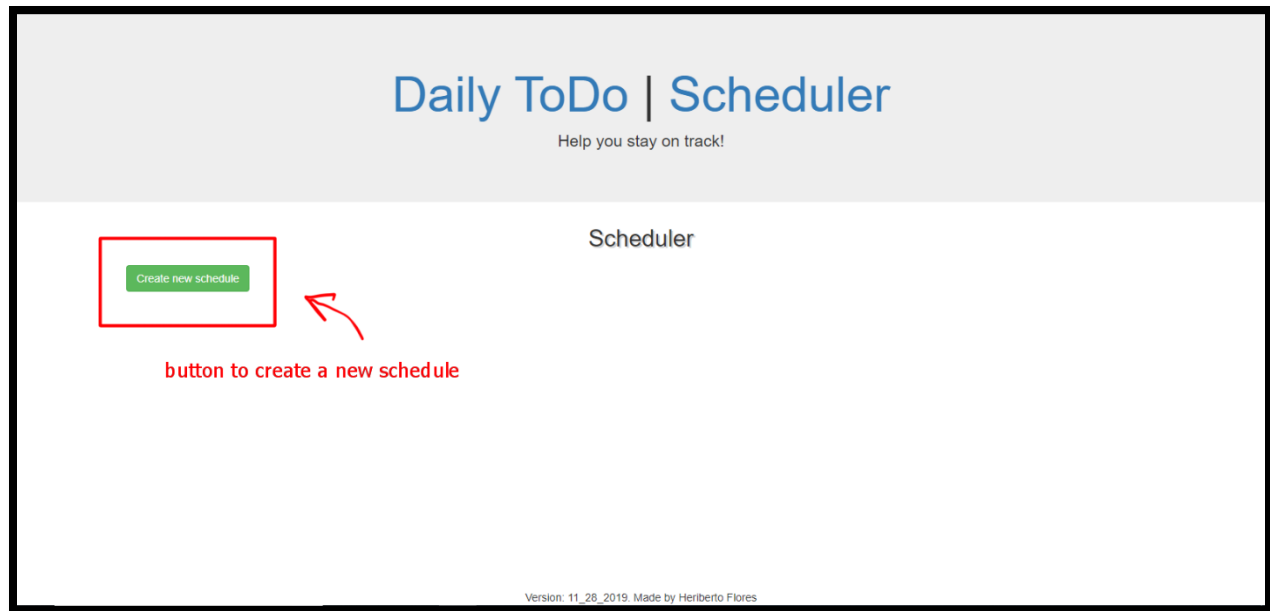 Daily ToDo | Scheduler
Help you stay on track!
Scheduler
Create new schedule
button to create a new schedule
Version: 11_28_2019. Made by Heriberto Flores